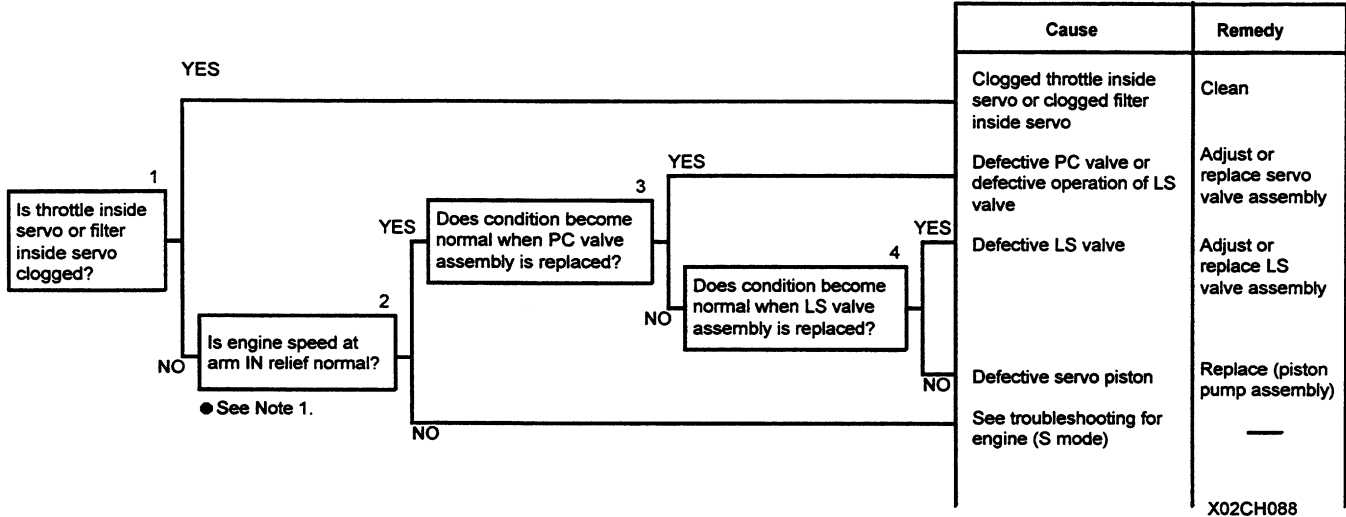 Cause
Remedy
YES
Clogged throttle inside
servo or clogged filter
inside servo
Clean
1
Is throttle inside
servo or filter
inside servo
clogged?
NO
2
Is engine speed at
arm IN relief normal?
● See Note 1.
YES
3
Does condition become
normal when PC valve
assembly is replaced?
YES
Defective PC valve or
defective operation of LS
valve
Adjust or
replace servo
valve assembly
NO
4
Does condition become
normal when LS valve
assembly is replaced?
YES
Defective LS valve
Adjust or
replace LS
valve assembly
NO
Defective servo piston
Replace (piston
pump assembly)
NO
See troubleshooting for
engine (S mode)
—
X02CH088